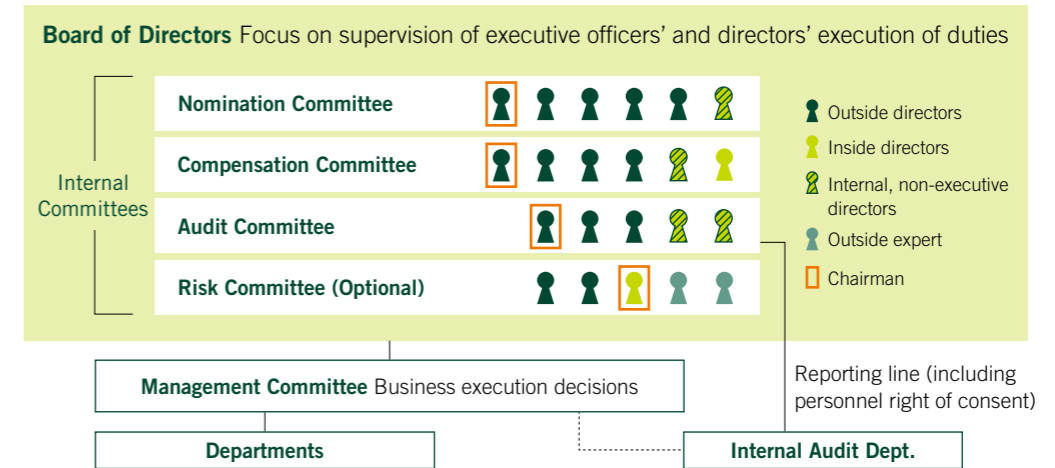 Board of Directors Focus on supervision of executive officers’ and directors’ execution of duties
Internal
Committees
Nomination Committee
Compensation Committee
Audit Committee
Risk Committee (Optional)
Outside directors
Inside directors
Internal, non-executive
directors
Outside expert
Chairman
Management Committee Business execution decisions
Reporting line (including
personnel right of consent)
Departments
Internal Audit Dept.